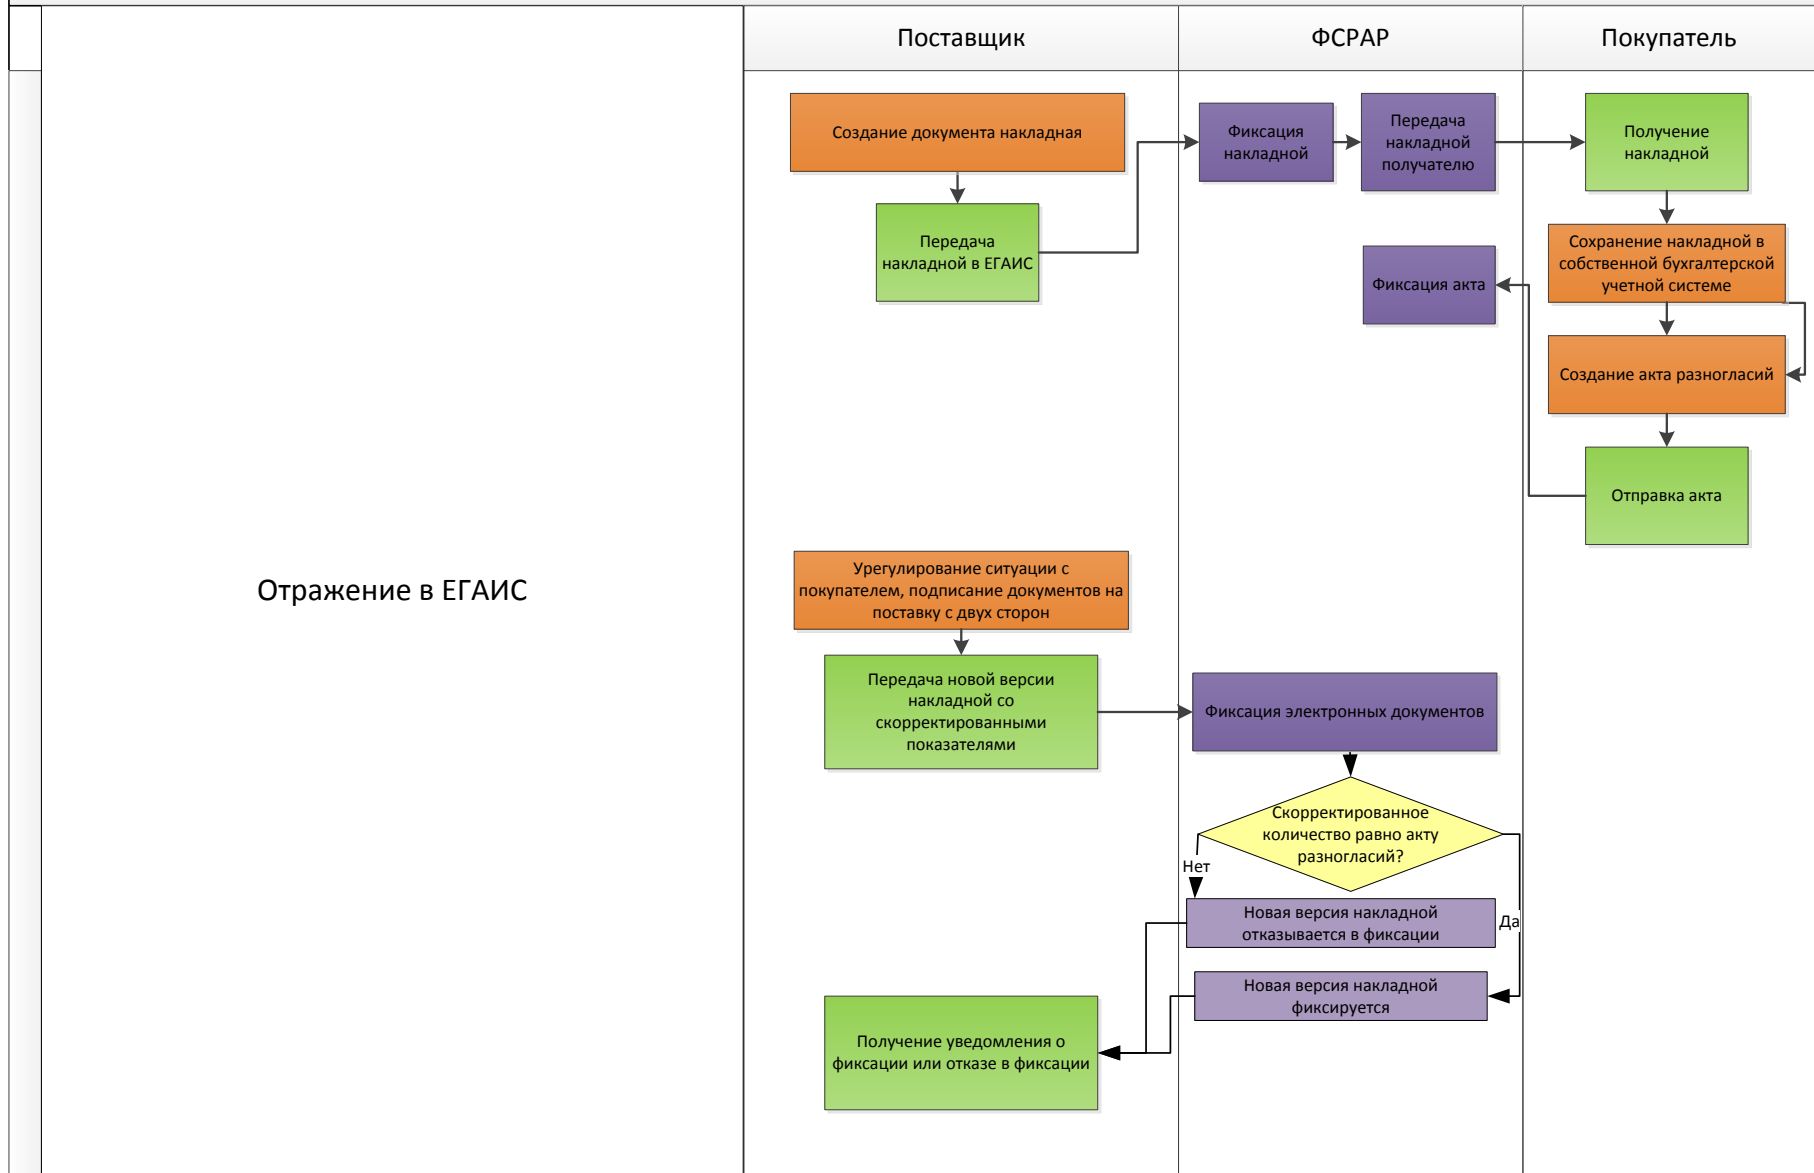 Поставщик
ФСРАР
Покупатель
Отражение в ЕГАИС
Создание документа накладная
Передача
накладной в ЕГАИС
Фиксация
накладной
Передача
накладной
получателю
Получение
накладной
Сохранение накладной в
собственной бухгалтерской
учетной системе
Фиксация акта
Создание акта разногласий
Отправка акта
Урегулирование ситуации с
покупателем, подписание документов на
поставку с двух сторон
Передача новой версии
накладной со
скорректированными
показателями
Фиксация электронных документов
Скорректированное
количество равно акту
разногласий?
Нет
Да
Новая версия накладной
отказывается в фиксации
Новая версия накладной
фиксируется
Получение уведомления о
фиксации или отказе в фиксации